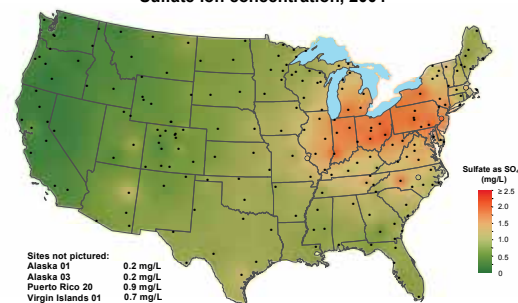 Sulfate ion concentration,
Sulfate as SO₄
(mg/L)
≥ 2.5
2.0
1.5
1.0
0.5
0
Sites not pictured:
Alaska 01 0.2 mg/L
Alaska 03 0.2 mg/L
Puerto Rico 20 0.9 mg/L
Virgin Islands 01 0.7 mg/L